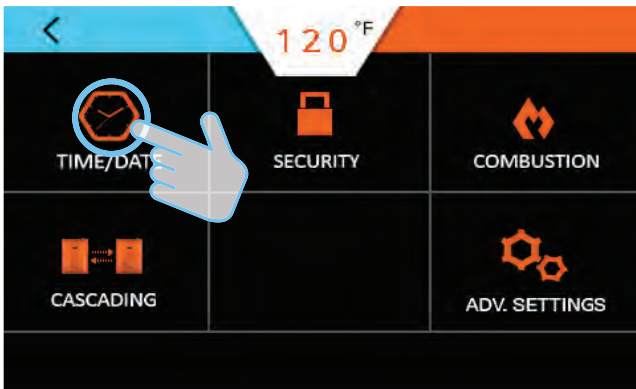 120°F
TIME/DATE
SECURITY
COMBUSTION
CASCADING
ADV. SETTINGS